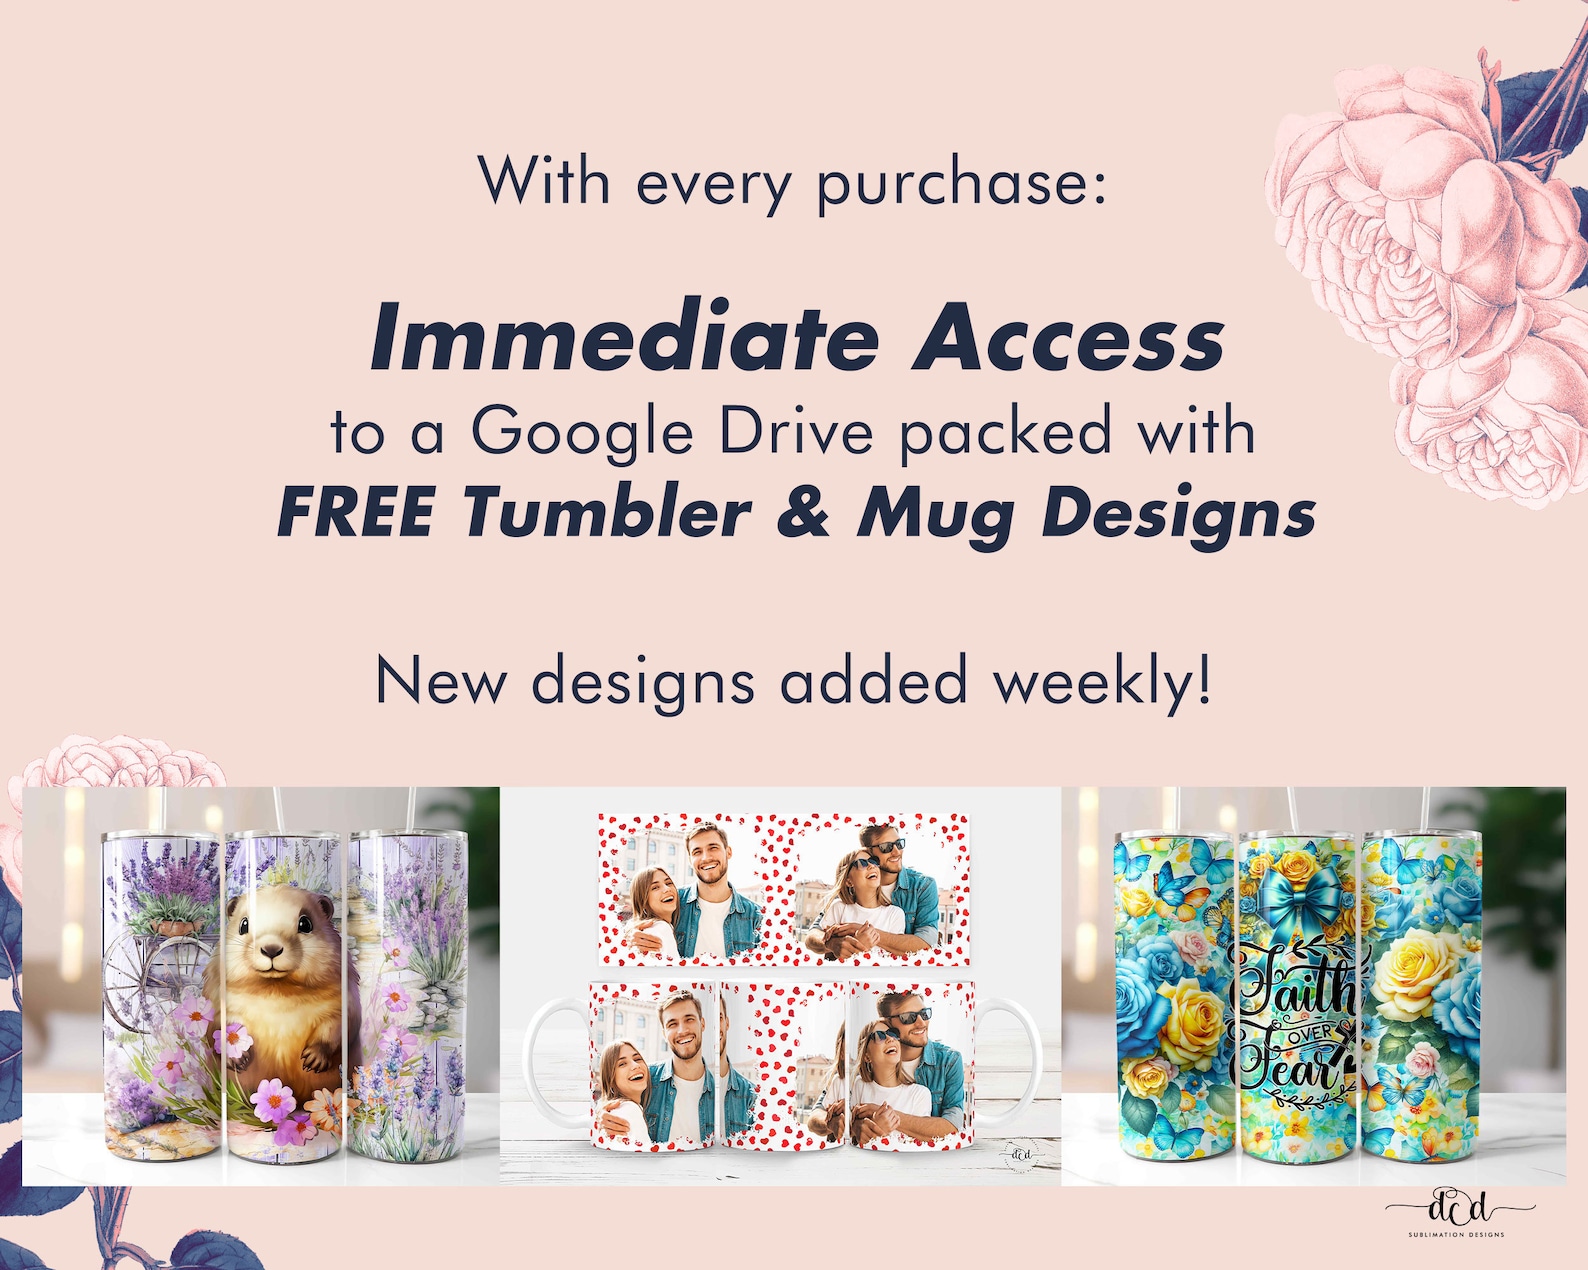 With every purchase:
Immediate Access
to a Google Drive packed with
FREE Tumbler & Mug Designs
New designs added weekly!
Faith
OVER
Fear
dcd
dcd
SUBLIMATION DESIGNS